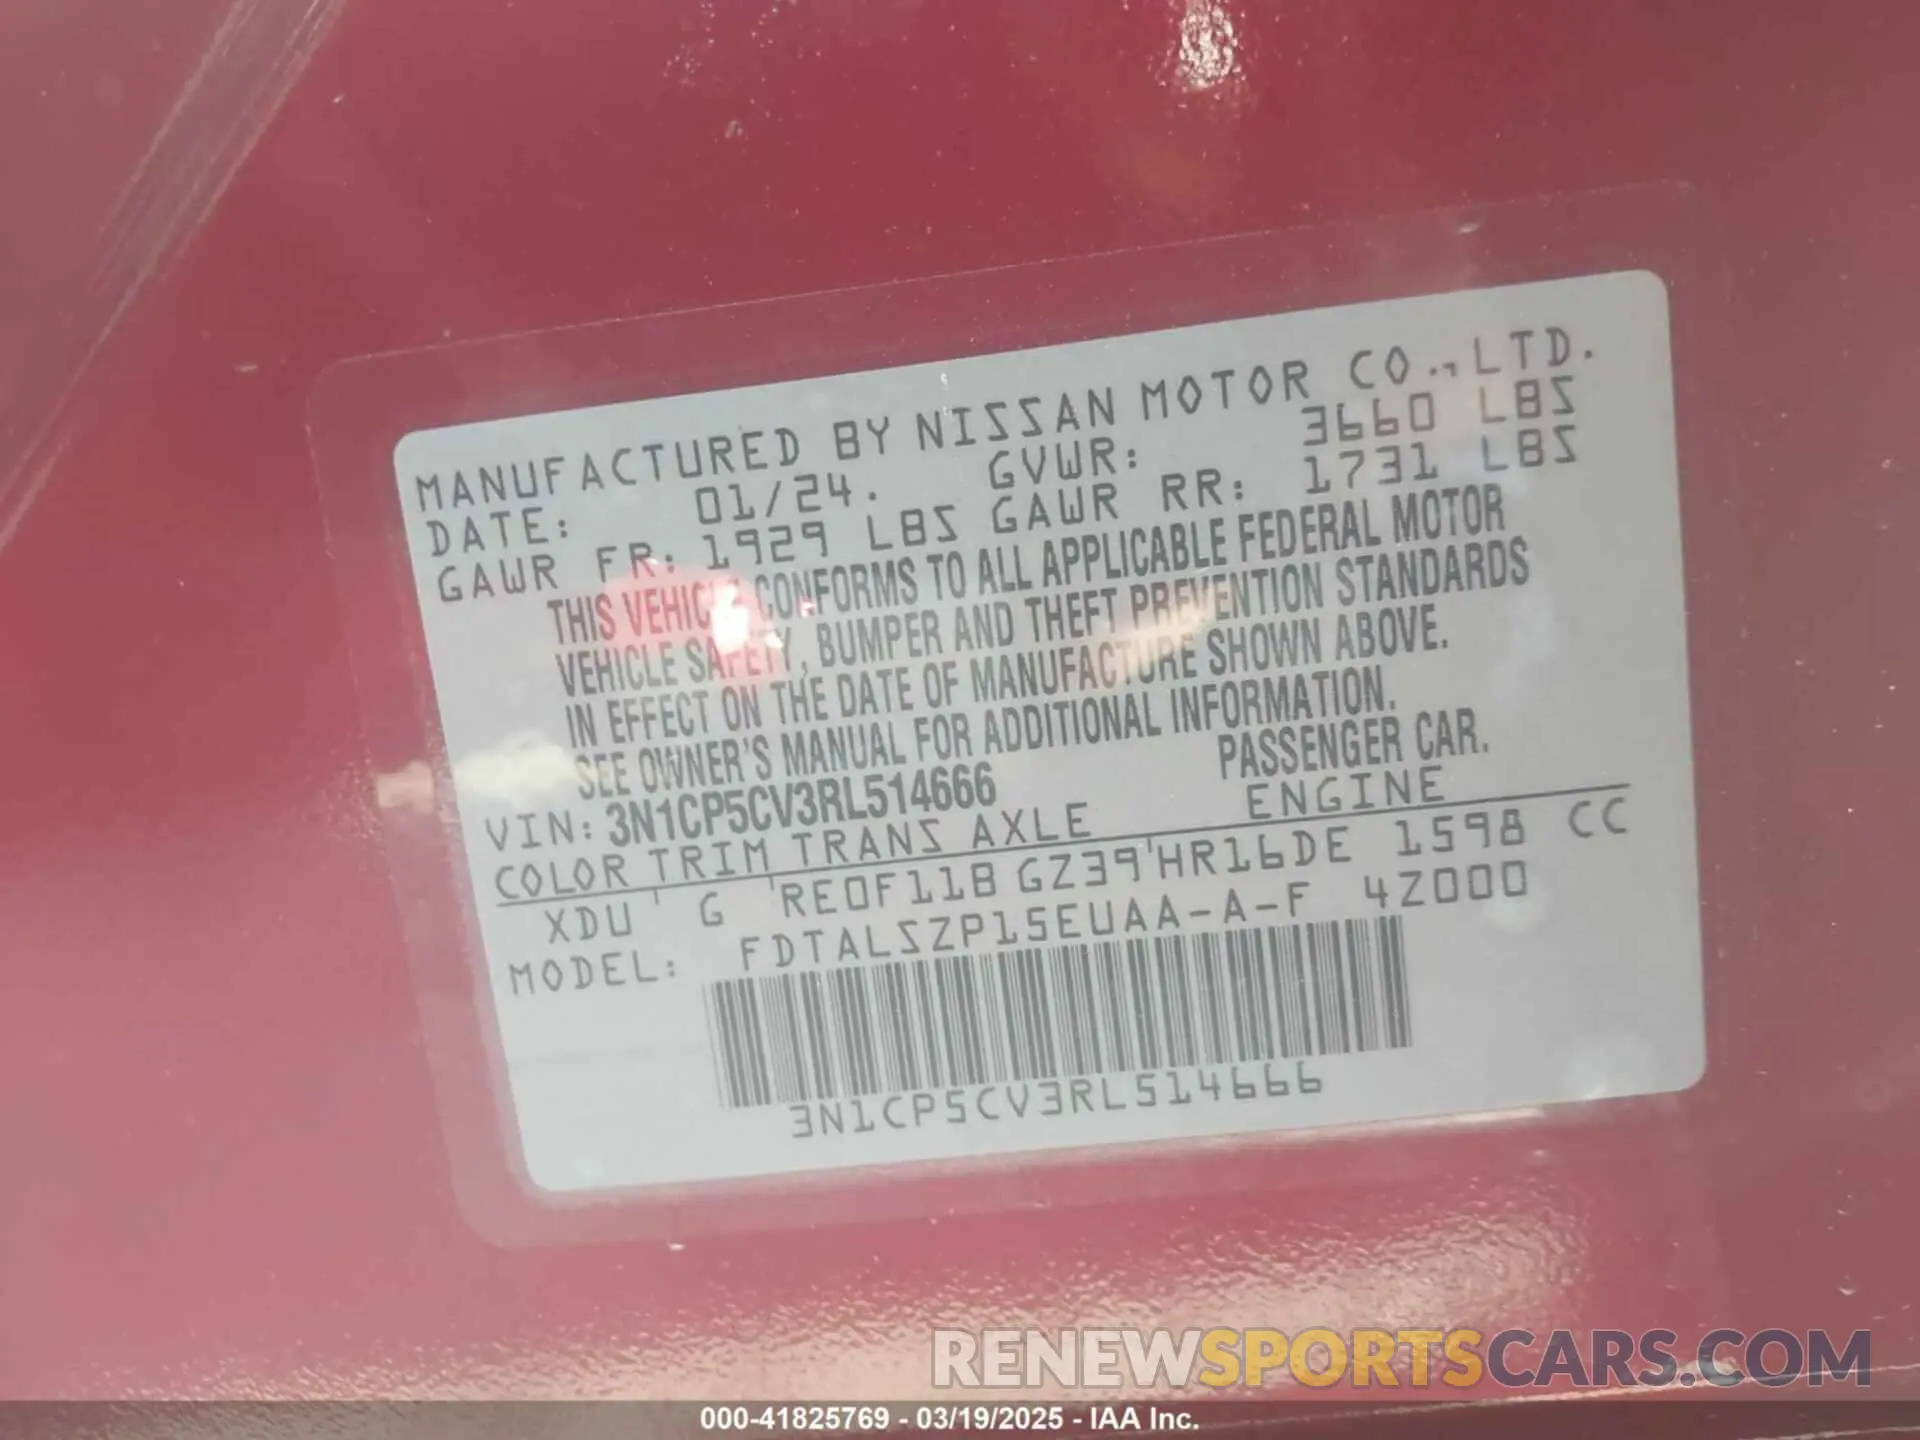 MANUFACTURED BY NISSAN MOTOR CO.,LTD.
DATE: 01/24. GVWR: 3660 LBS
GAWR FR: 1929 LBS GAWR RR: 1731 LBS
THIS VEHICLE CONFORMS TO ALL APPLICABLE FEDERAL MOTOR
VEHICLE SAFETY, BUMPER AND THEFT PREVENTION STANDARDS
IN EFFECT ON THE DATE OF MANUFACTURE SHOWN ABOVE.
SEE OWNER'S MANUAL FOR ADDITIONAL INFORMATION.
VIN: 3N1CP5CV3RL514666 PASSENGER CAR.
COLOR TRIM TRANS AXLE ENGINE
XDU ' G ' RE0F11B GZ39 ' HR16DE 1598 CC
MODEL: FDTALSZP15EUAA-A-F 4Z000
3N1CP5CV3RL514666
RENEWSPORTSCARS.COM
000-41825769 - 03/19/2025 - IAA Inc.